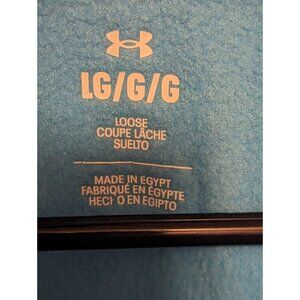 LG/G/G
LOOSE
COUPE LÂCHE
SUELTO
MADE IN EGYPT
FABRIQUÉ EN ÉGYPTE
HECHO EN EGIPTO